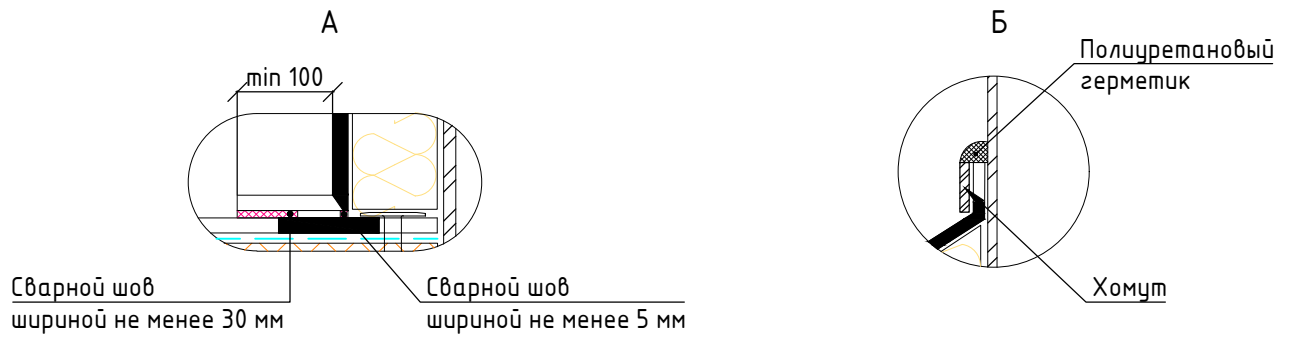 А
min 100
Сварной шов
шириной не менее 30 мм
Сварной шов
шириной не менее 5 мм
Б
Полиуретановый
герметик
Хомут